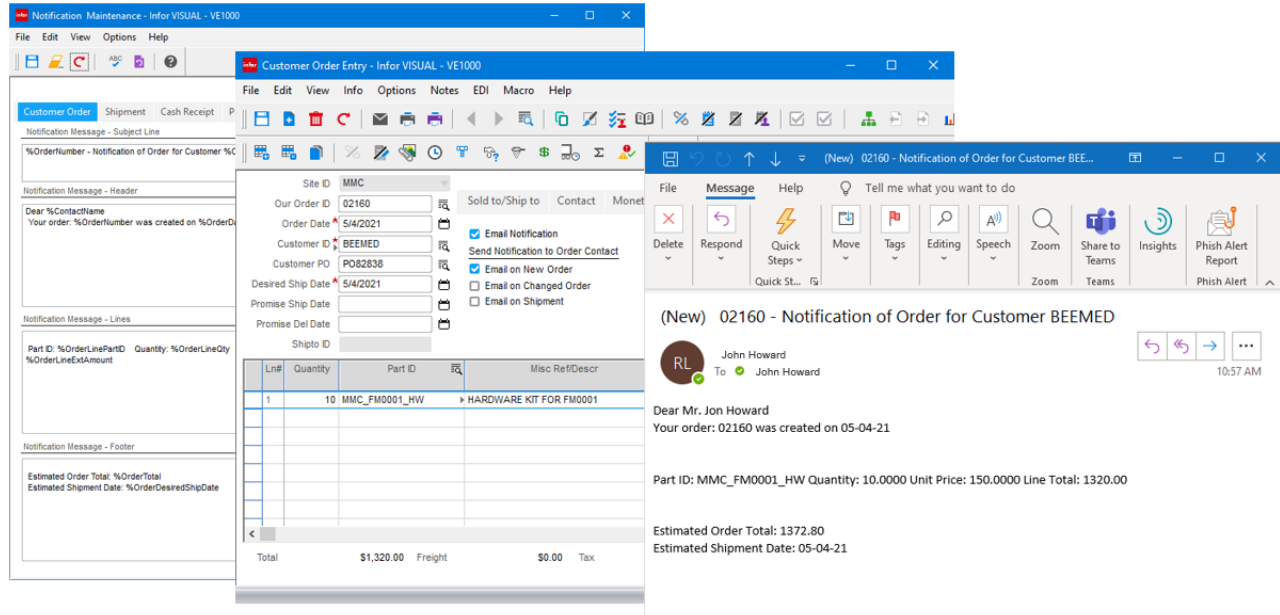 Notification Maintenance - Infor VISUAL - VE1000
File Edit View Options Help
ABC
Customer Order Shipment Cash Receipt P
Notification Message - Subject Line
%OrderNumber - Notification of Order for Customer %C
Notification Message - Header
Dear %ContactName
Your order: %OrderNumber was created on %OrderDa
Notification Message - Lines
Part ID: %OrderLinePartID Quantity: %OrderLineQty
%OrderLineExtAmount
Notification Message - Footer
Estimated Order Total: %OrderTotal
Estimated Shipment Date: %OrderDesiredShipDate
infor Customer Order Entry - Infor VISUAL - VE1000
File Edit View Info Options Notes EDI Macro Help
Site ID MMC
Our Order ID 02160
Order Date * 5/4/2021
Customer ID * BEEMED
Customer PO PO82838
Desired Ship Date * 5/4/2021
Promise Ship Date
Promise Del Date
Shipto ID
Sold to/Ship to Contact Monet
Email Notification
Send Notification to Order Contact
Email on New Order
Email on Changed Order
Email on Shipment
Ln# Quantity Part ID Misc Ref/Descr
1 10 MMC_FM0001_HW HARDWARE KIT FOR FM0001
Total $1,320.00 Freight $0.00 Tax
(New) 02160 - Notification of Order for Customer BEE...
File Message Help Tell me what you want to do
Delete Respond Quick Steps Move Tags Editing Speech Zoom Share to Teams Insights Phish Alert Report
Quick St... Zoom Teams Phish Alert
(New) 02160 - Notification of Order for Customer BEEMED
RL
John Howard
To John Howard
10:57 AM
Dear Mr. Jon Howard
Your order: 02160 was created on 05-04-21
Part ID: MMC_FM0001_HW Quantity: 10.0000 Unit Price: 150.0000 Line Total: 1320.00
Estimated Order Total: 1372.80
Estimated Shipment Date: 05-04-21